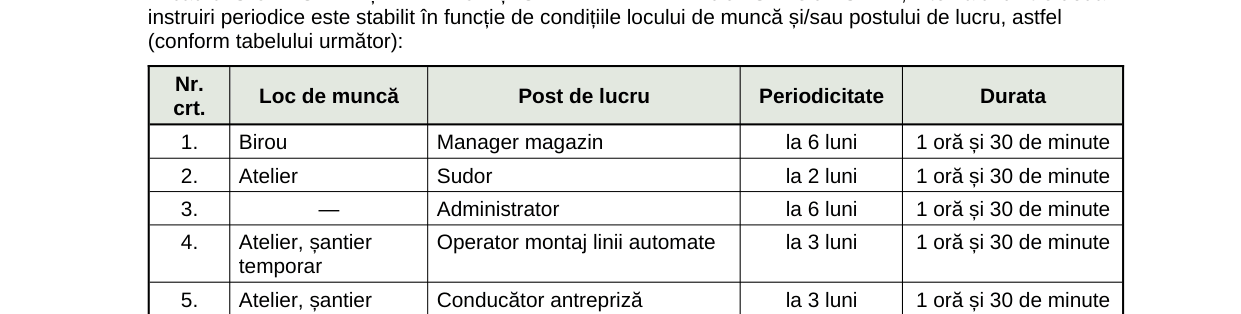 instruiri periodice este stabilit în funcție de condițiile locului de muncă și/sau postului de lucru, astfel
(conform tabelului următor):
Nr. crt. Loc de muncă Post de lucru Periodicitate Durata
1. Birou Manager magazin la 6 luni 1 oră și 30 de minute
2. Atelier Sudor la 2 luni 1 oră și 30 de minute
3. — Administrator la 6 luni 1 oră și 30 de minute
4. Atelier, șantier Operator montaj linii automate la 3 luni 1 oră și 30 de minute
temporar
5. Atelier, șantier Conducător antrepriză la 3 luni 1 oră și 30 de minute